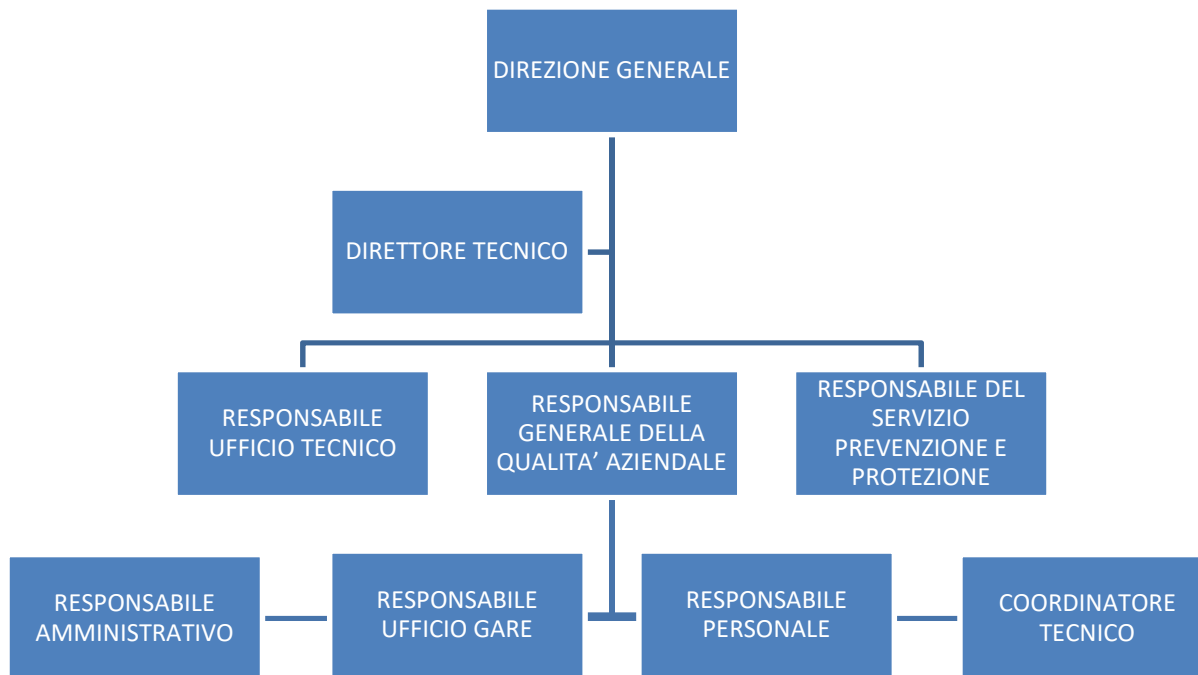 DIREZIONE GENERALE
DIRETTORE TECNICO
RESPONSABILE
UFFICIO TECNICO
RESPONSABILE
GENERALE DELLA
QUALITA’ AZIENDALE
RESPONSABILE DEL
SERVIZIO
PREVENZIONE E
PROTEZIONE
RESPONSABILE
AMMINISTRATIVO
RESPONSABILE
UFFICIO GARE
RESPONSABILE
PERSONALE
COORDINATORE
TECNICO